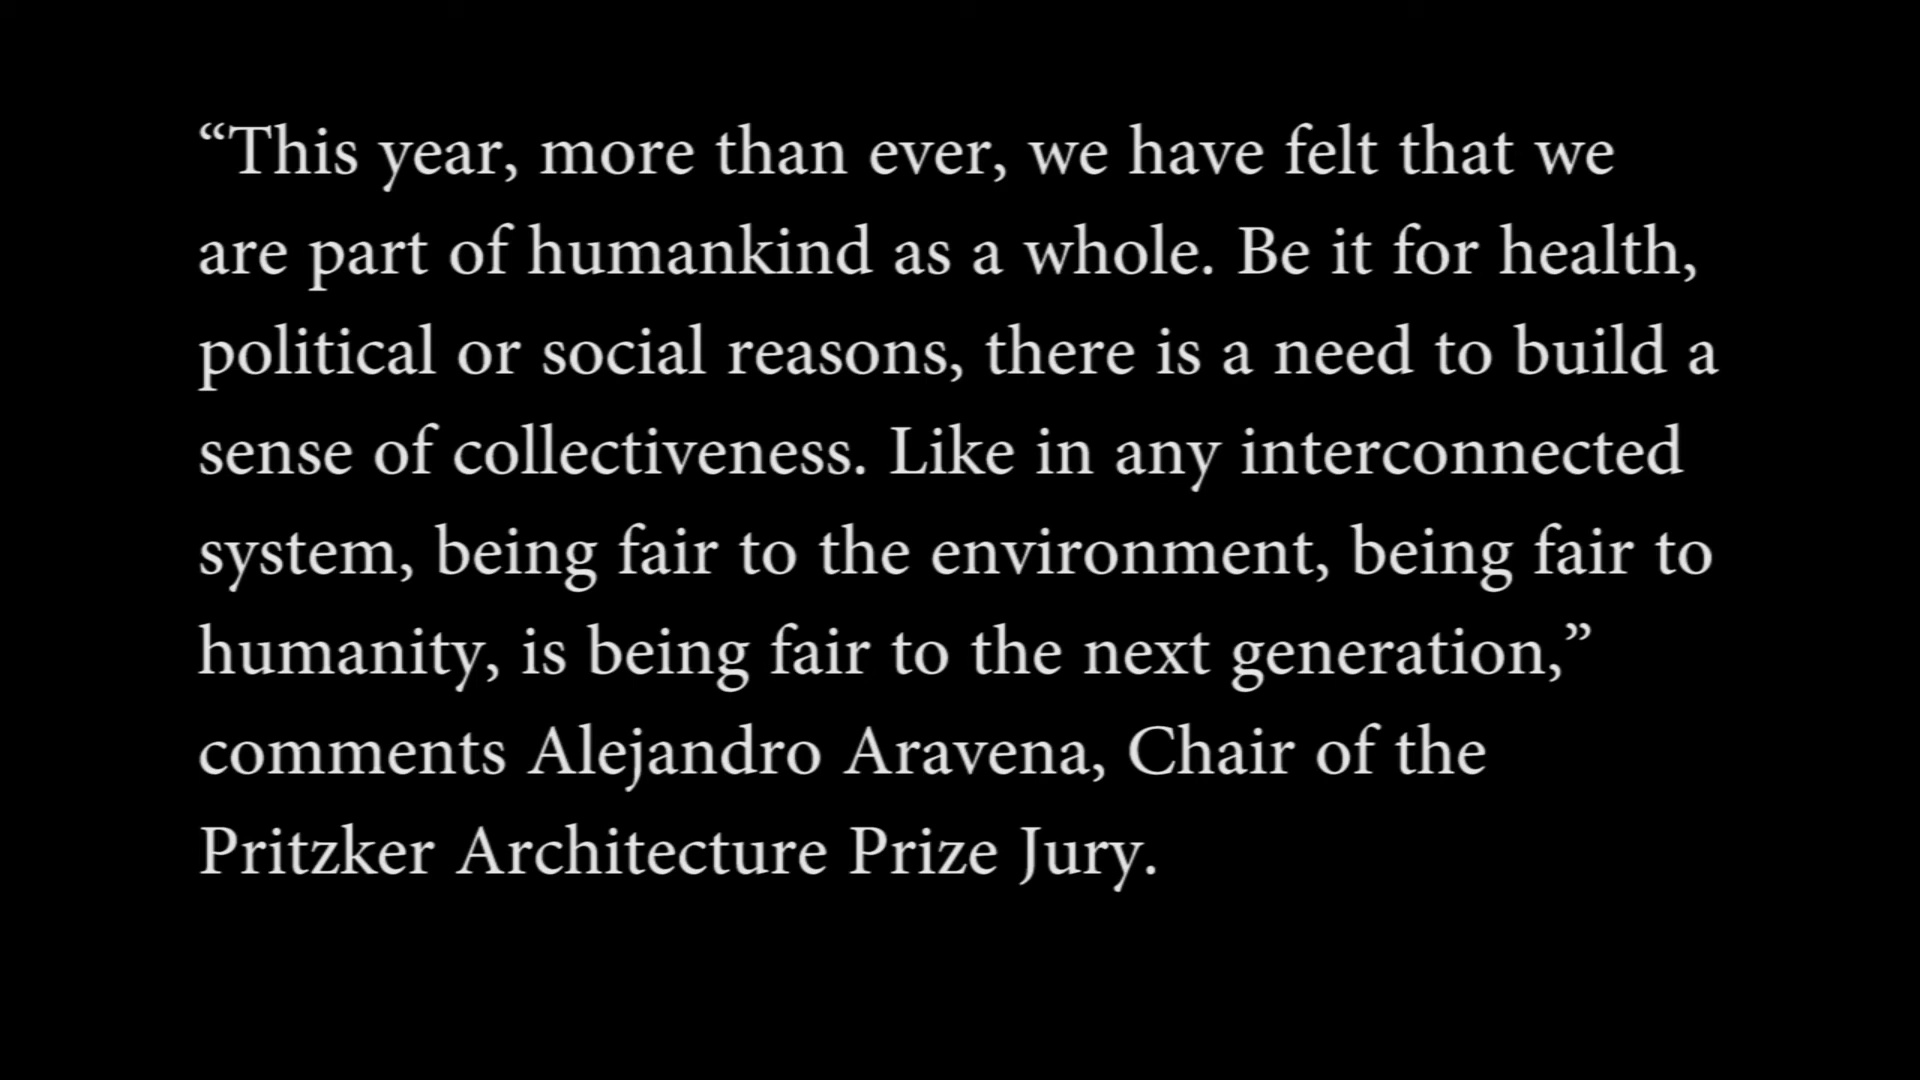 “This year, more than ever, we have felt that we
are part of humankind as a whole. Be it for health,
political or social reasons, there is a need to build a
sense of collectiveness. Like in any interconnected
system, being fair to the environment, being fair to
humanity, is being fair to the next generation,”
comments Alejandro Aravena, Chair of the
Pritzker Architecture Prize Jury.